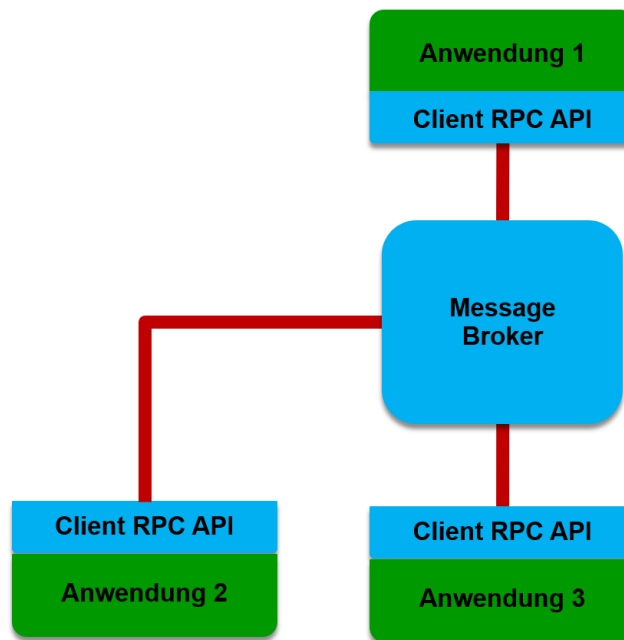 Anwendung 1
Client RPC API
Message
Broker
Client RPC API
Anwendung 2
Client RPC API
Anwendung 3